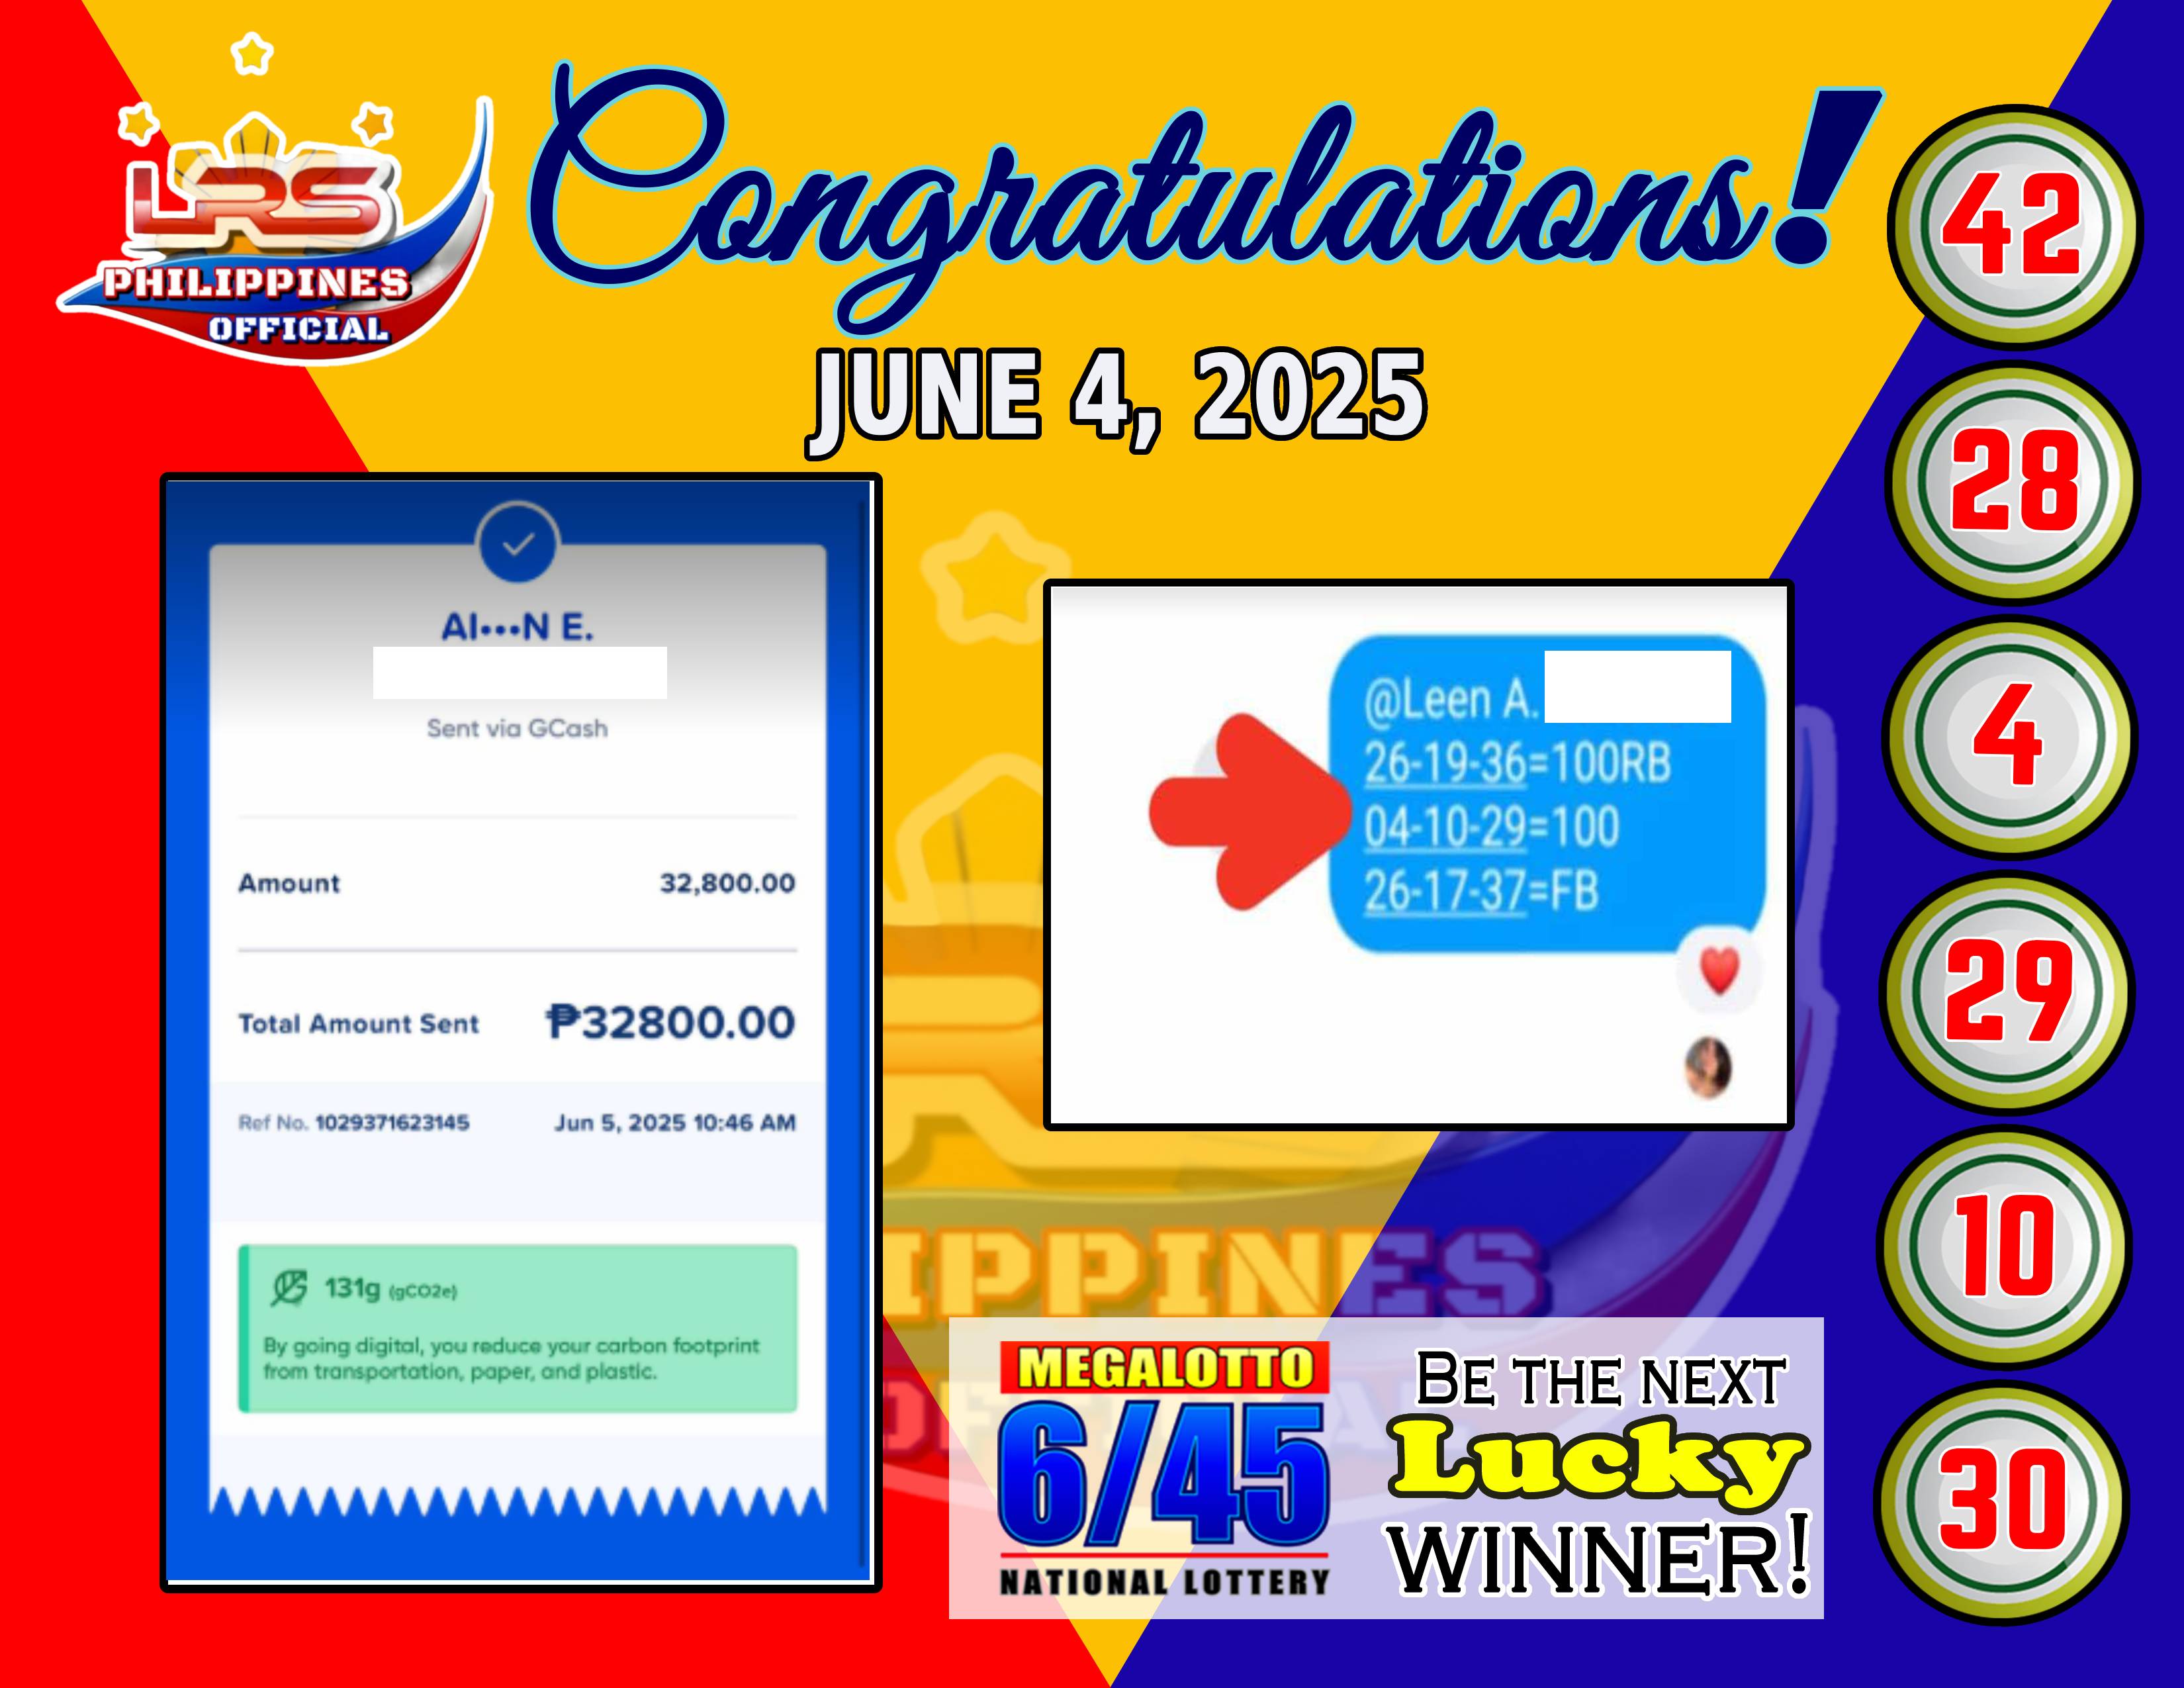 LRS
PHILIPPINES
OFFICIAL
Congratulations!
JUNE 4, 2025
AI•••N E.
Sent via GCash
Amount 32,800.00
Total Amount Sent ₱32800.00
Ref No. 1029371623145 Jun 5, 2025 10:46 AM
131g (gCO2e)
By going digital, you reduce your carbon footprint
from transportation, paper, and plastic.
@Leen A.
26-19-36=100RB
04-10-29=100
26-17-37=FB
IPPINES
MEGALOTTO
6/45
NATIONAL LOTTERY
BE THE NEXT
Lucky
WINNER!
42
28
4
29
10
30